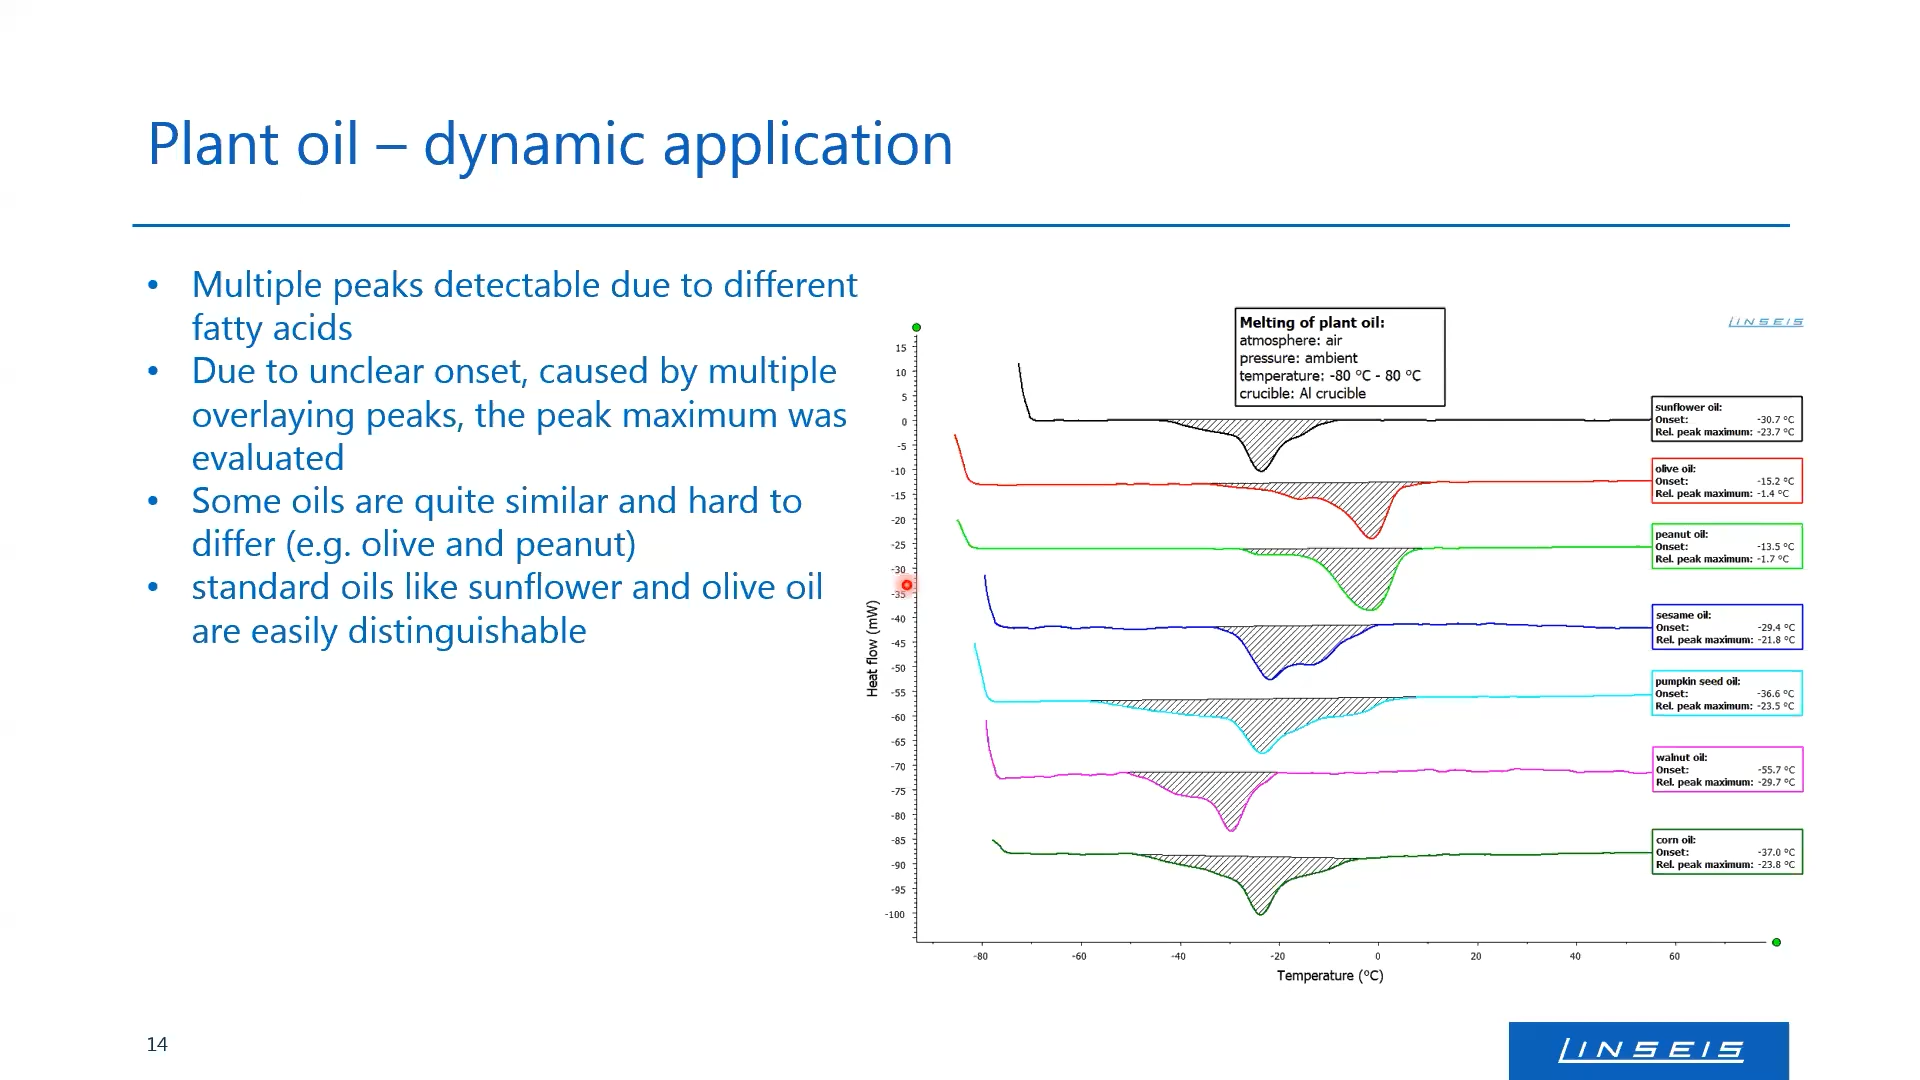 Plant oil – dynamic application
• Multiple peaks detectable due to different
fatty acids
• Due to unclear onset, caused by multiple
overlaying peaks, the peak maximum was
evaluated
• Some oils are quite similar and hard to
differ (e.g. olive and peanut)
• standard oils like sunflower and olive oil
are easily distinguishable
Melting of plant oil:
atmosphere: air
pressure: ambient
temperature: -80 °C - 80 °C
crucible: Al crucible
LINSEIS
sunflower oil:
Onset: -30.7 °C
Rel. peak maximum: -23.7 °C
olive oil:
Onset: -15.2 °C
Rel. peak maximum: -1.4 °C
peanut oil:
Onset: -13.5 °C
Rel. peak maximum: -1.7 °C
sesame oil:
Onset: -29.4 °C
Rel. peak maximum: -21.8 °C
pumpkin seed oil:
Onset: -36.6 °C
Rel. peak maximum: -23.5 °C
walnut oil:
Onset: -55.7 °C
Rel. peak maximum: -29.7 °C
corn oil:
Onset: -37.0 °C
Rel. peak maximum: -23.8 °C
15
10
5
0
-5
-10
-15
-20
-25
-30
-35
-40
-45
-50
-55
-60
-65
-70
-75
-80
-85
-90
-95
-100
Heat flow (mW)
-80 -60 -40 -20 0 20 40 60
Temperature (°C)
14
LINSEIS